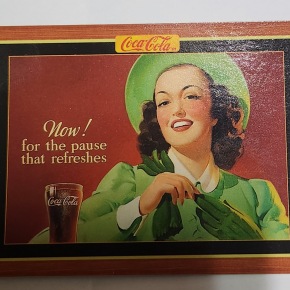 Coca-Cola
Now!
for the pause
that refreshes
Coca-Cola